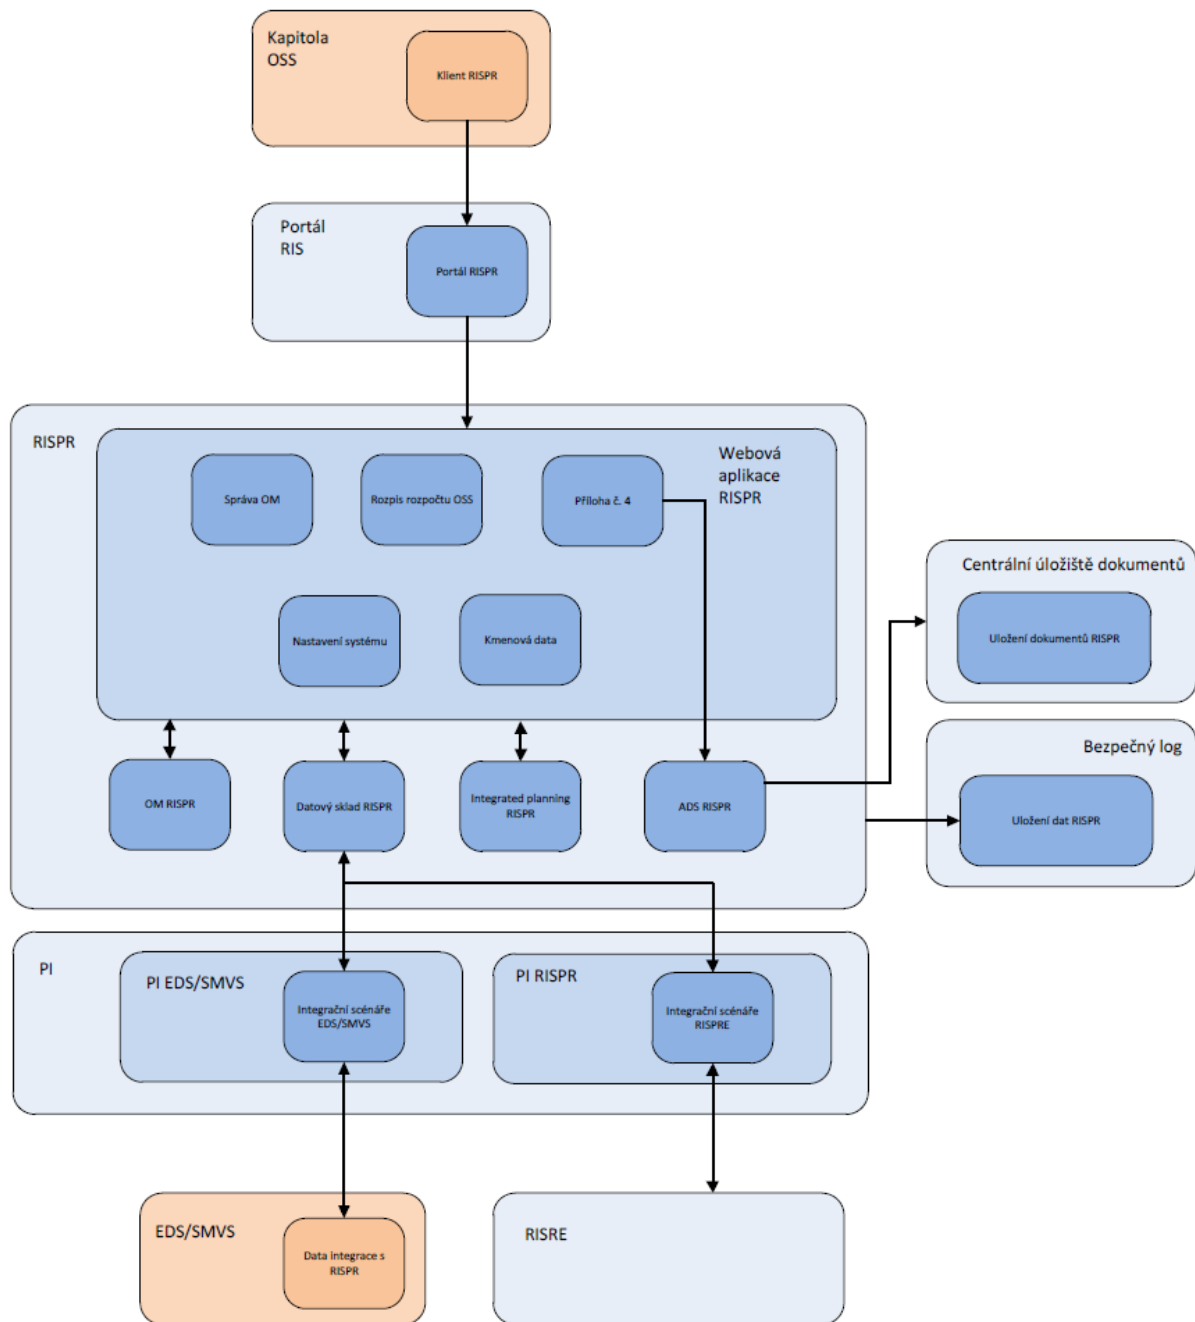 Kapitola
OSS
Klient RISPR
Portál
RIS
Portál RISPR
RISPR
Webová
aplikace
RISPR
Správa OM
Rozpis rozpočtu OSS
Příloha č. 4
Nastavení systému
Kmenová data
Centrální úložiště dokumentů
Uložení dokumentů RISPR
Bezpečný log
Uložení dat RISPR
OM RISPR
Datový sklad RISPR
Integrated planning
RISPR
ADS RISPR
PI
PI EDS/SMVS
Integrační scénáře
EDS/SMVS
PI RISPR
Integrační scénáře
RISPRE
EDS/SMVS
Data integrace s
RISPR
RISRE